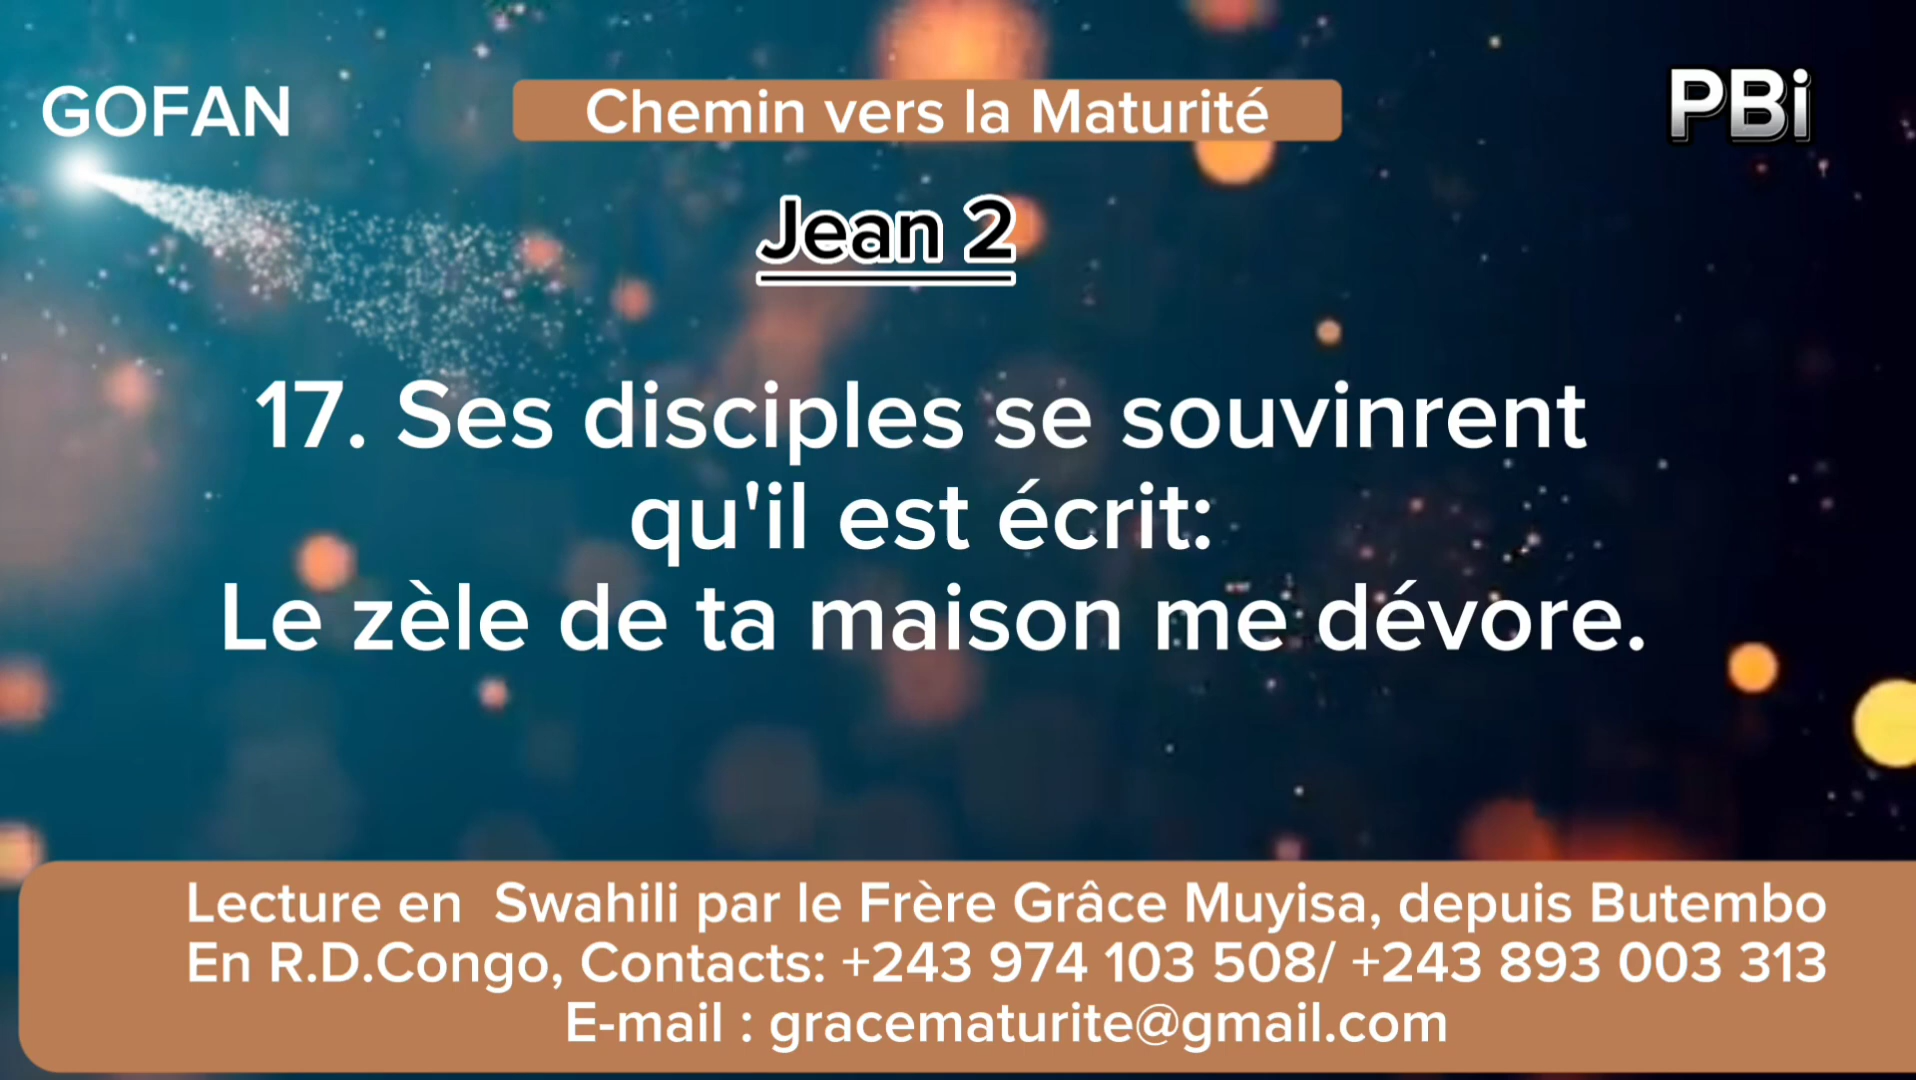 GOFAN
Chemin vers la Maturité
PBi
Jean 2
17. Ses disciples se souvinrent
qu'il est écrit:
Le zèle de ta maison me dévore.
Lecture en  Swahili par le Frère Grâce Muyisa, depuis Butembo
En R.D.Congo, Contacts: +243 974 103 508/ +243 893 003 313
E-mail : gracematurite@gmail.com